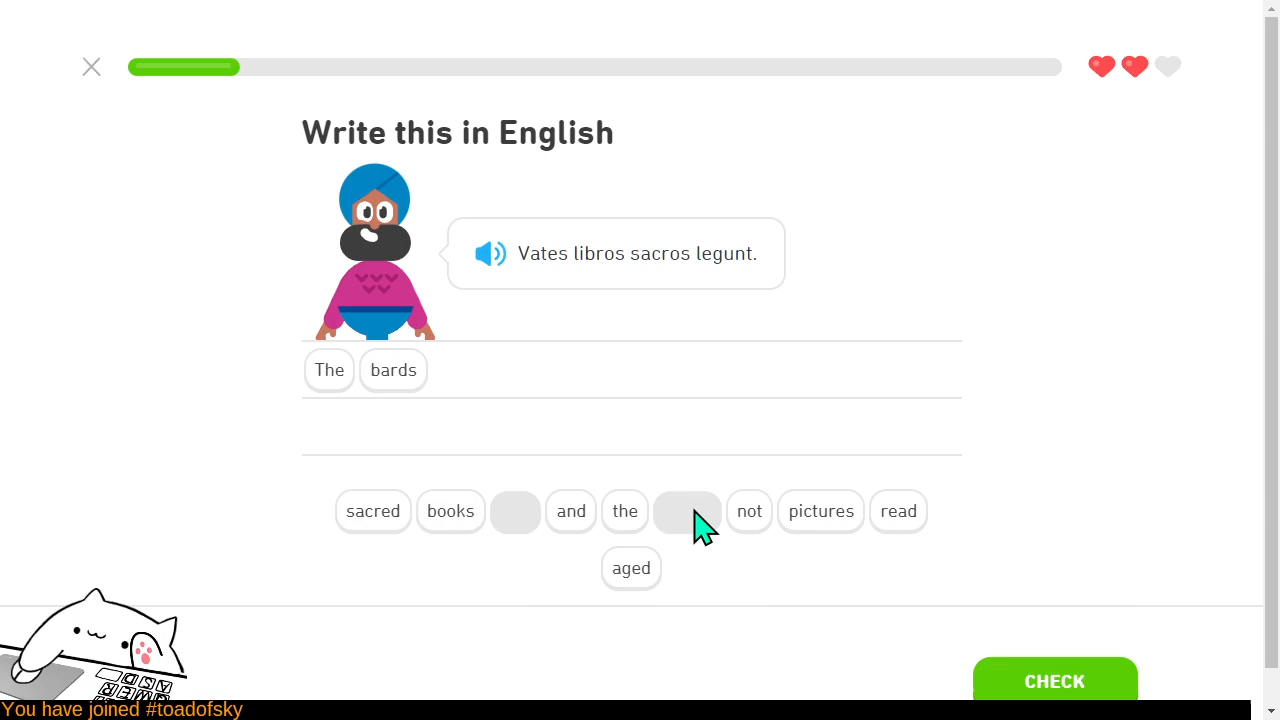 Write this in English
Vates libros sacros legunt.
The bards
sacred books and the not pictures read
aged
CHECK
You have joined #toadofsky